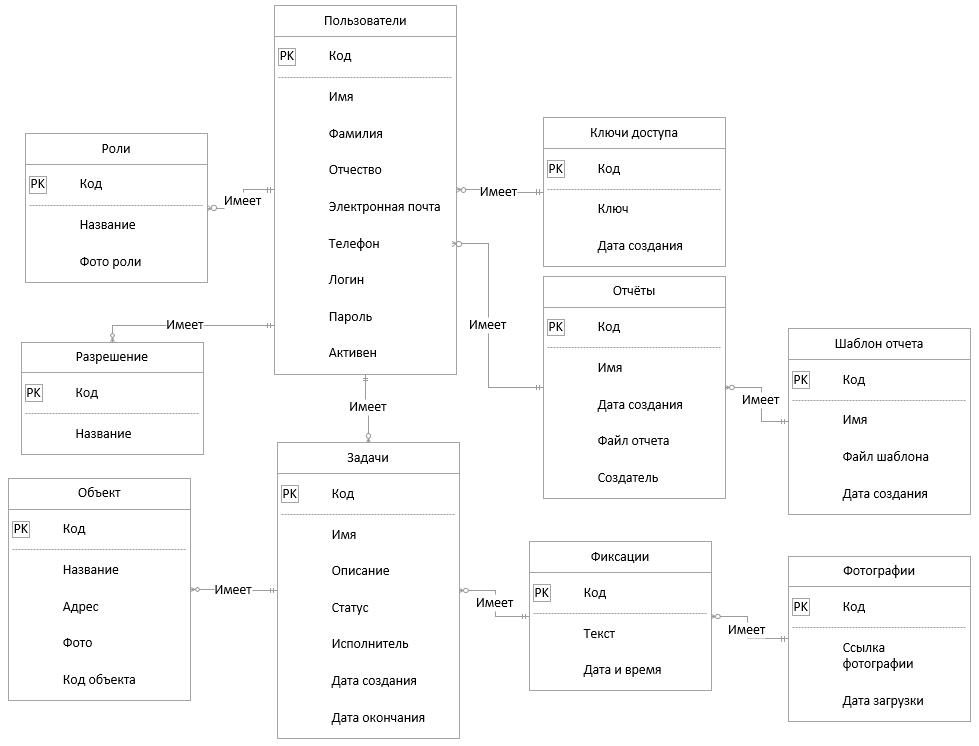 Пользователи
PK Код
Имя
Фамилия
Отчество
Электронная почта
Телефон
Логин
Пароль
Активен
Роли
PK Код
Название
Фото роли
Имеет
Имеет
Ключи доступа
PK Код
Ключ
Дата создания
Имеет
Разрешение
PK Код
Название
Имеет
Отчёты
PK Код
Имя
Дата создания
Файл отчета
Создатель
Имеет
Шаблон отчета
PK Код
Имя
Файл шаблона
Дата создания
Имеет
Задачи
PK Код
Имя
Описание
Статус
Исполнитель
Дата создания
Дата окончания
Объект
PK Код
Название
Адрес
Фото
Код объекта
Имеет
Имеет
Фиксации
PK Код
Текст
Дата и время
Имеет
Фотографии
PK Код
Ссылка
фотографии
Дата загрузки